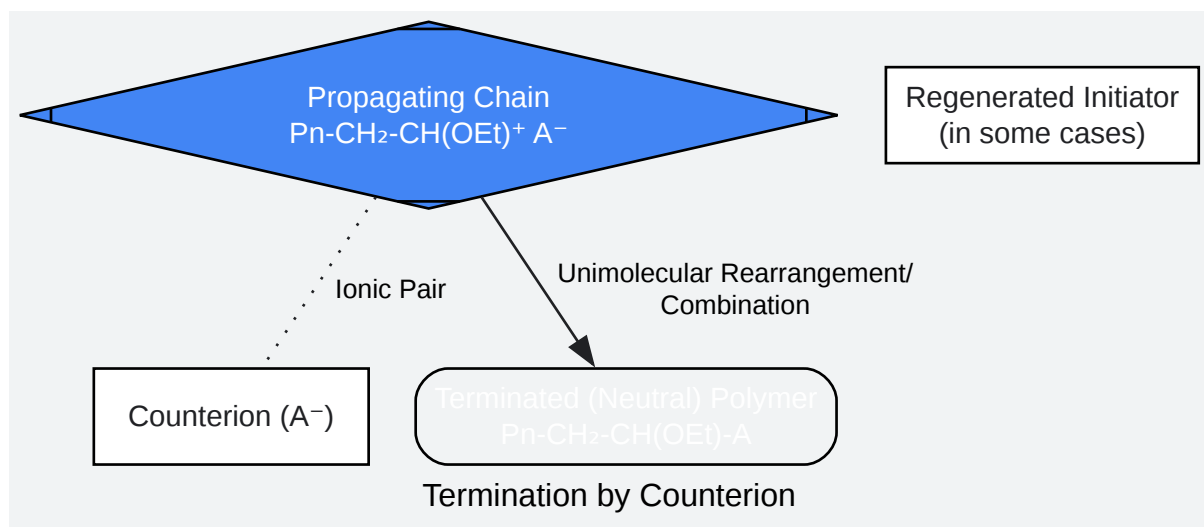 Propagating Chain
Pn-CH₂-CH(OEt)⁺ A⁻
Regenerated Initiator
(in some cases)
Ionic Pair
Unimolecular Rearrangement/
Combination
Counterion (A⁻)
Terminated (Neutral) Polymer
Pn-CH₂-CH(OEt)-A
Termination by Counterion